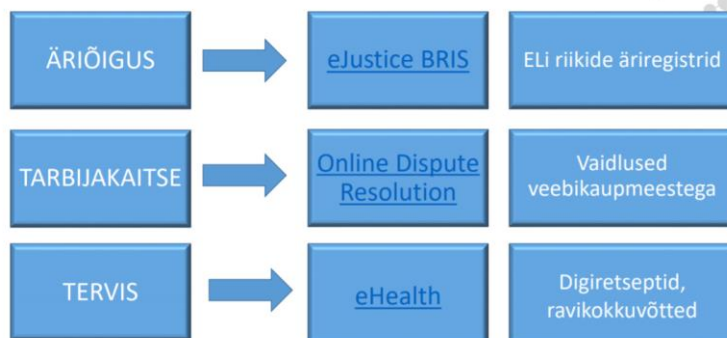 ÄRIÕIGUS
eJustice BRIS
ELi riikide äriregistrid
TARBIJAKAITSE
Online Dispute
Resolution
Vaidlused
veebikaupmeestega
TERVIS
eHealth
Digiretseptid,
ravikokkuvõtted